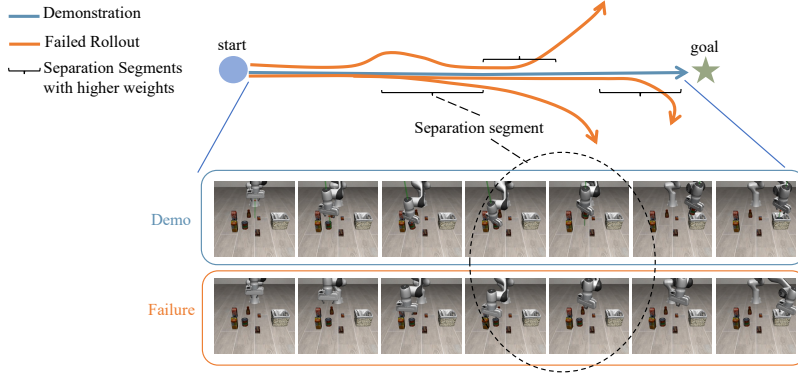 Demonstration
Failed Rollout
Separation Segments
with higher weights
start
goal
Separation segment
Demo
Failure